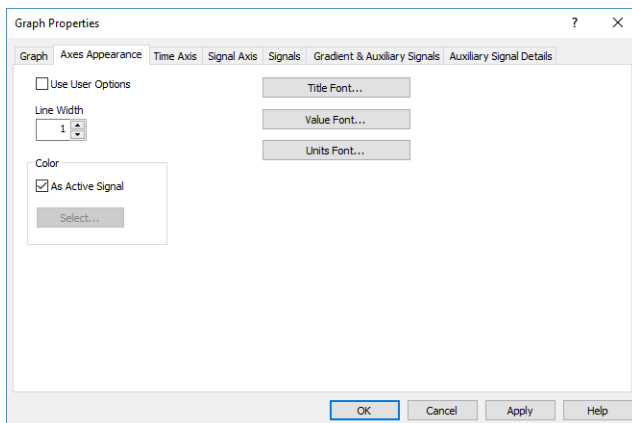 Graph Properties ? X
Graph Axes Appearance Time Axis Signal Axis Signals Gradient & Auxiliary Signals Auxiliary Signal Details
Use User Options Title Font...
Line Width
1 Value Font...
Units Font...
Color
As Active Signal
Select...
OK Cancel Apply Help